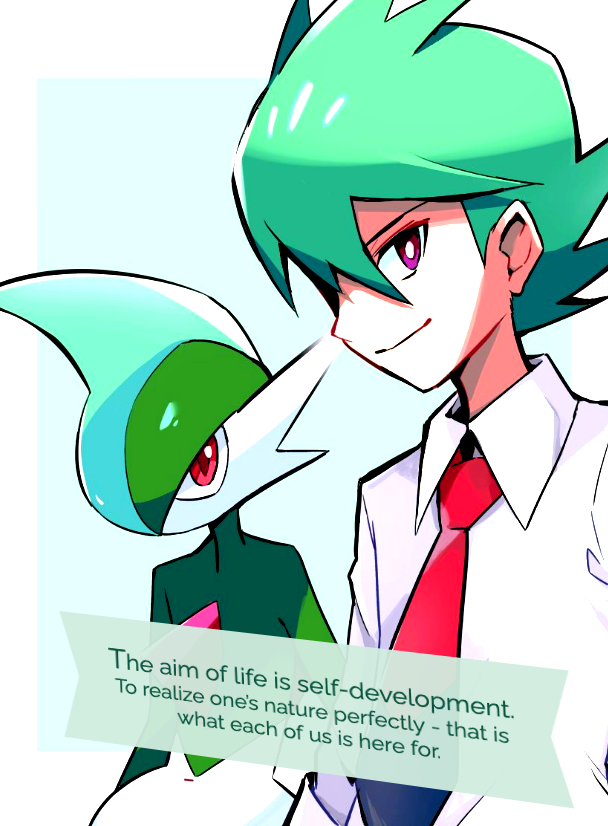 The aim of life is self-development.
To realize one's nature perfectly - that is
what each of us is here for.